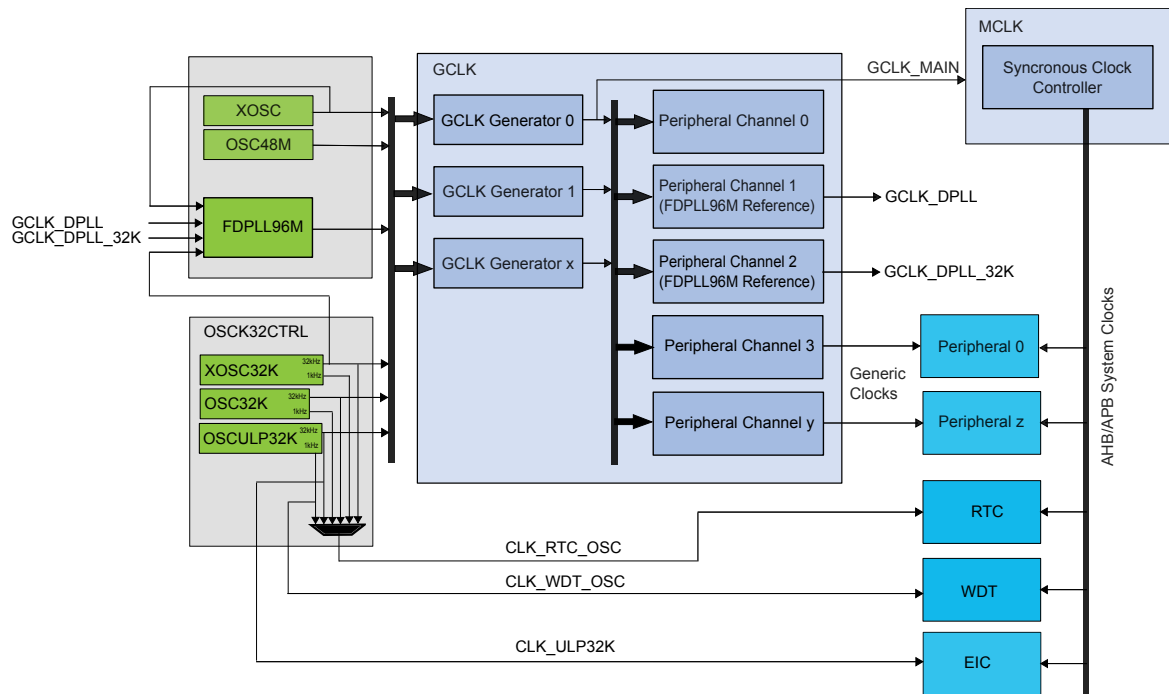 MCLK
Syncronous Clock
Controller
GCLK_MAIN
GCLK
XOSC
OSC48M
FDPLL96M
GCLK_DPLL
GCLK_DPLL_32K
GCLK Generator 0
GCLK Generator 1
GCLK Generator x
Peripheral Channel 0
Peripheral Channel 1
(FDPLL96M Reference)
Peripheral Channel 2
(FDPLL96M Reference)
Peripheral Channel 3
Peripheral Channel y
GCLK_DPLL
GCLK_DPLL_32K
OSCK32CTRL
XOSC32K
32kHz
1kHz
OSC32K
32kHz
1kHz
OSCULP32K
32kHz
1kHz
Generic
Clocks
Peripheral 0
Peripheral z
AHB/APB System Clocks
RTC
WDT
EIC
CLK_RTC_OSC
CLK_WDT_OSC
CLK_ULP32K